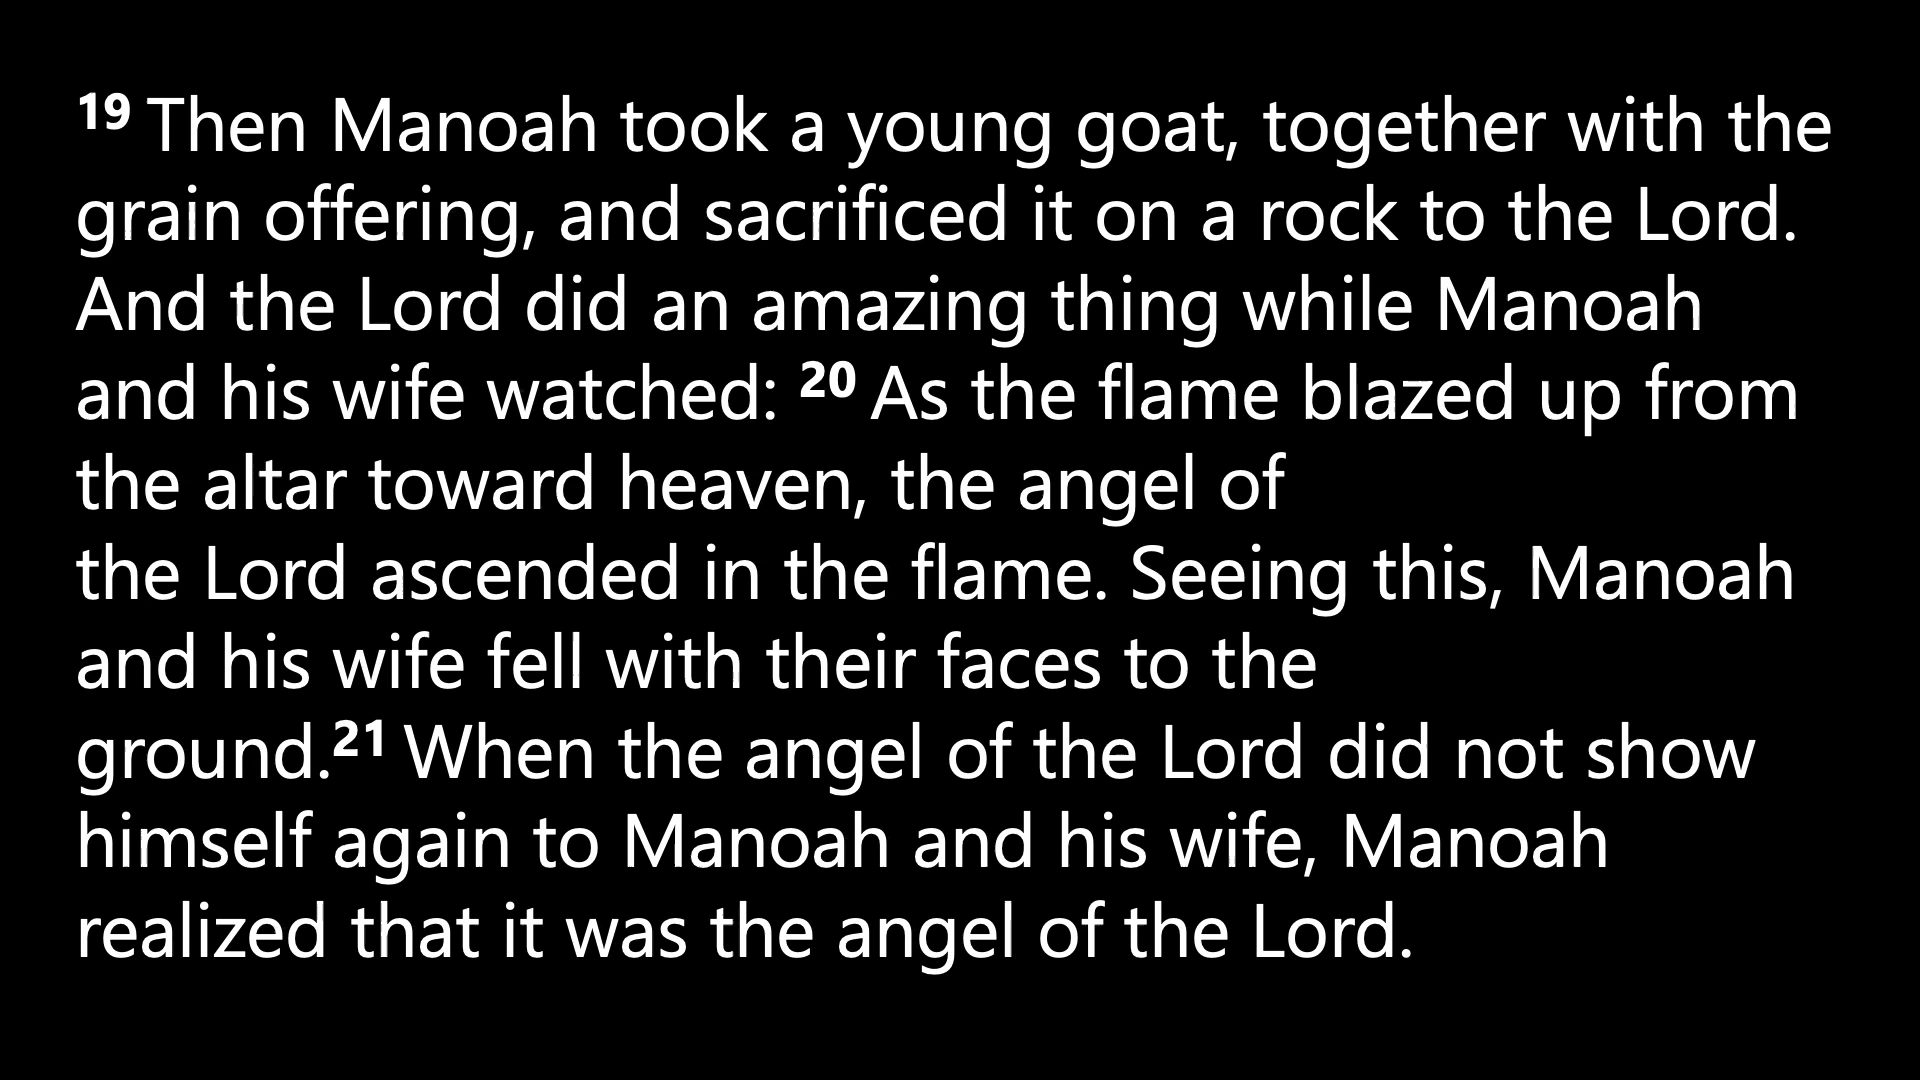 19 Then Manoah took a young goat, together with the
grain offering, and sacrificed it on a rock to the Lord.
And the Lord did an amazing thing while Manoah
and his wife watched: 20 As the flame blazed up from
the altar toward heaven, the angel of
the Lord ascended in the flame. Seeing this, Manoah
and his wife fell with their faces to the
ground.21 When the angel of the Lord did not show
himself again to Manoah and his wife, Manoah
realized that it was the angel of the Lord.